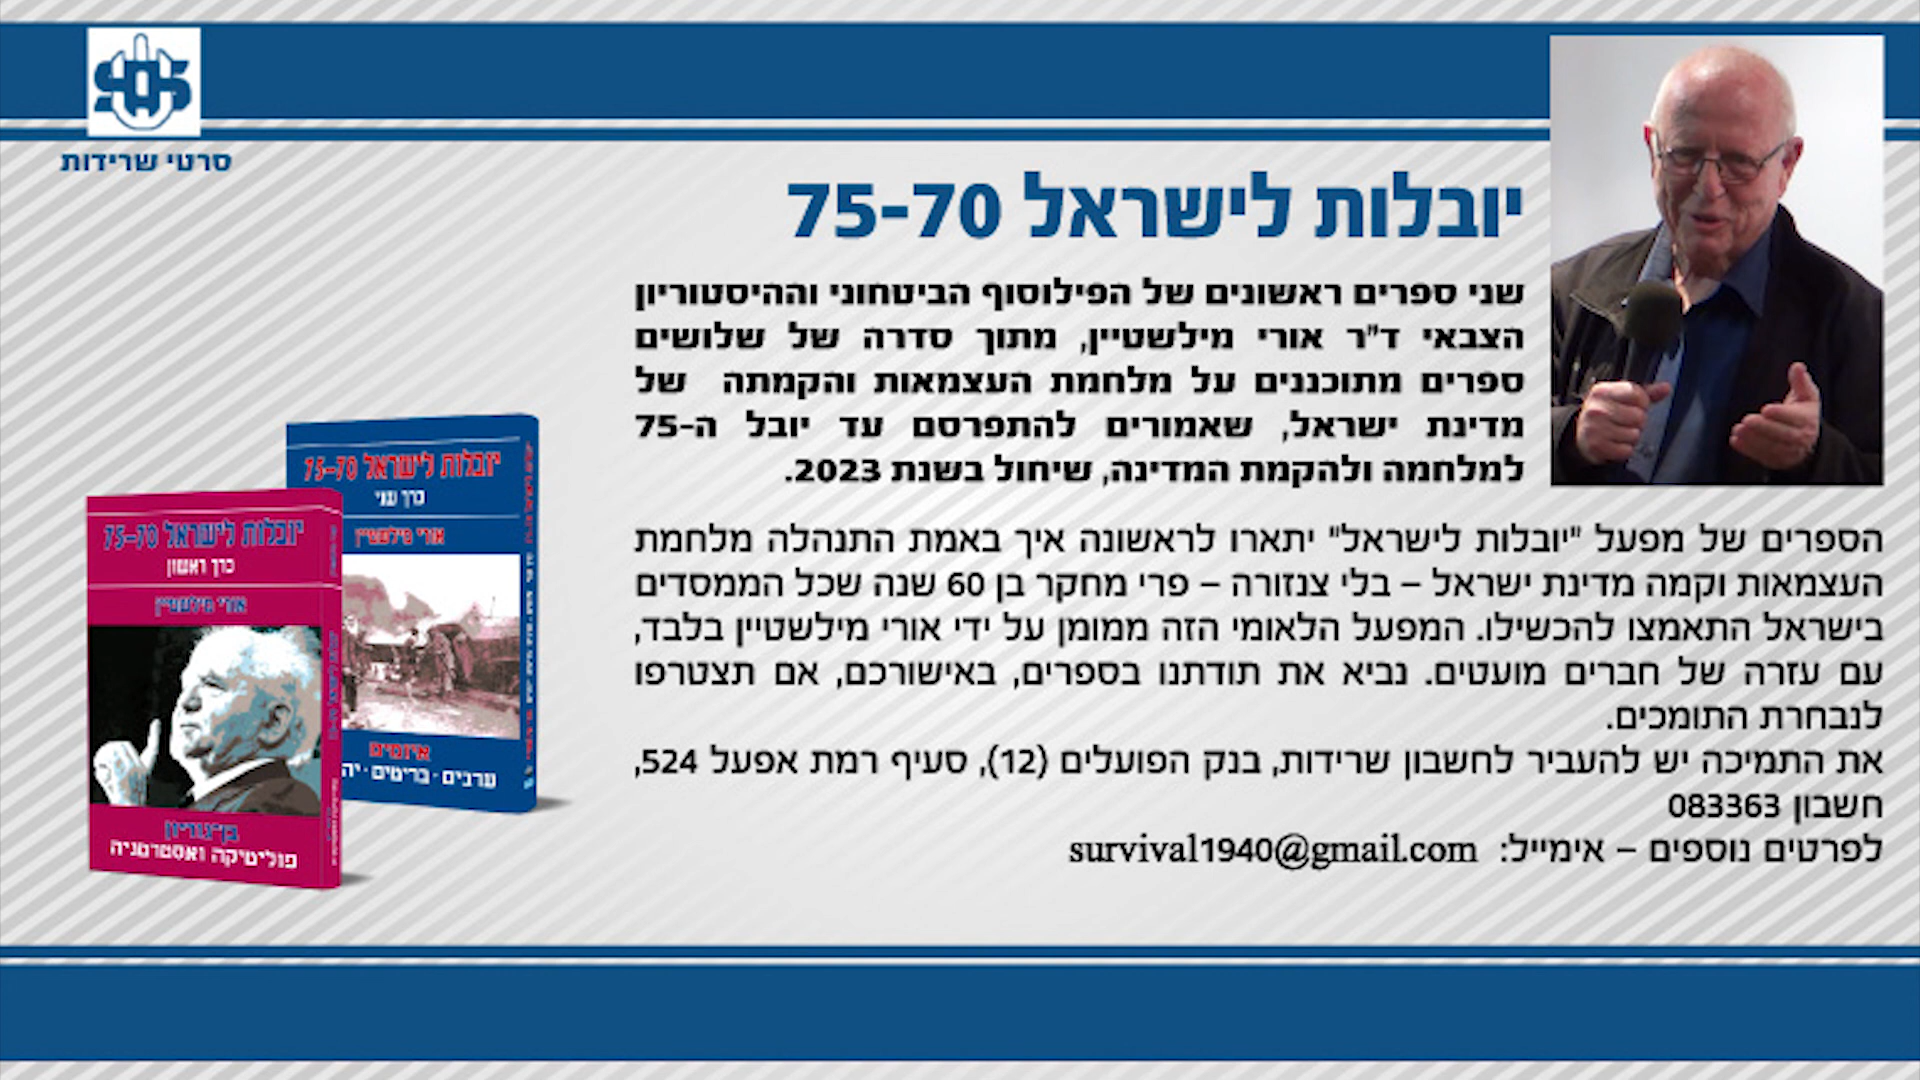 SOS
סרטי שרידות
יובלות לישראל 75-70
שני ספרים ראשונים של הפילוסוף הביטחוני וההיסטוריון
הצבאי ד"ר אורי מילשטיין, מתוך סדרה של שלושים
ספרים מתוכננים על מלחמת העצמאות והקמתה של
מדינת ישראל, שאמורים להתפרסם עד יובל ה-75
למלחמה ולהקמת המדינה, שיחול בשנת 2023.
הספרים של מפעל "יובלות לישראל" יתארו לראשונה איך באמת התנהלה מלחמת
העצמאות וקמה מדינת ישראל – בלי צנזורה – פרי מחקר בן 60 שנה שכל הממסדים
בישראל התאמצו להכשילו. המפעל הלאומי הזה ממומן על ידי אורי מילשטיין בלבד,
עם עזרה של חברים מועטים. נביא את תודתנו בספרים, באישורכם, אם תצטרפו
לנבחרת התומכים.
את התמיכה יש להעביר לחשבון שרידות, בנק הפועלים (12), סעיף רמת אפעל 524,
חשבון 083363
לפרטים נוספים – אימייל: survival1940@gmail.com
יובלות לישראל 75-70
כרך שני
אורי מילשטיין
איומים
ערבים · בריטים · יה
יובלות לישראל 75-70
כרך ראשון
אורי מילשטיין
בן-גוריון
פוליטיקה ואסטרטגיה